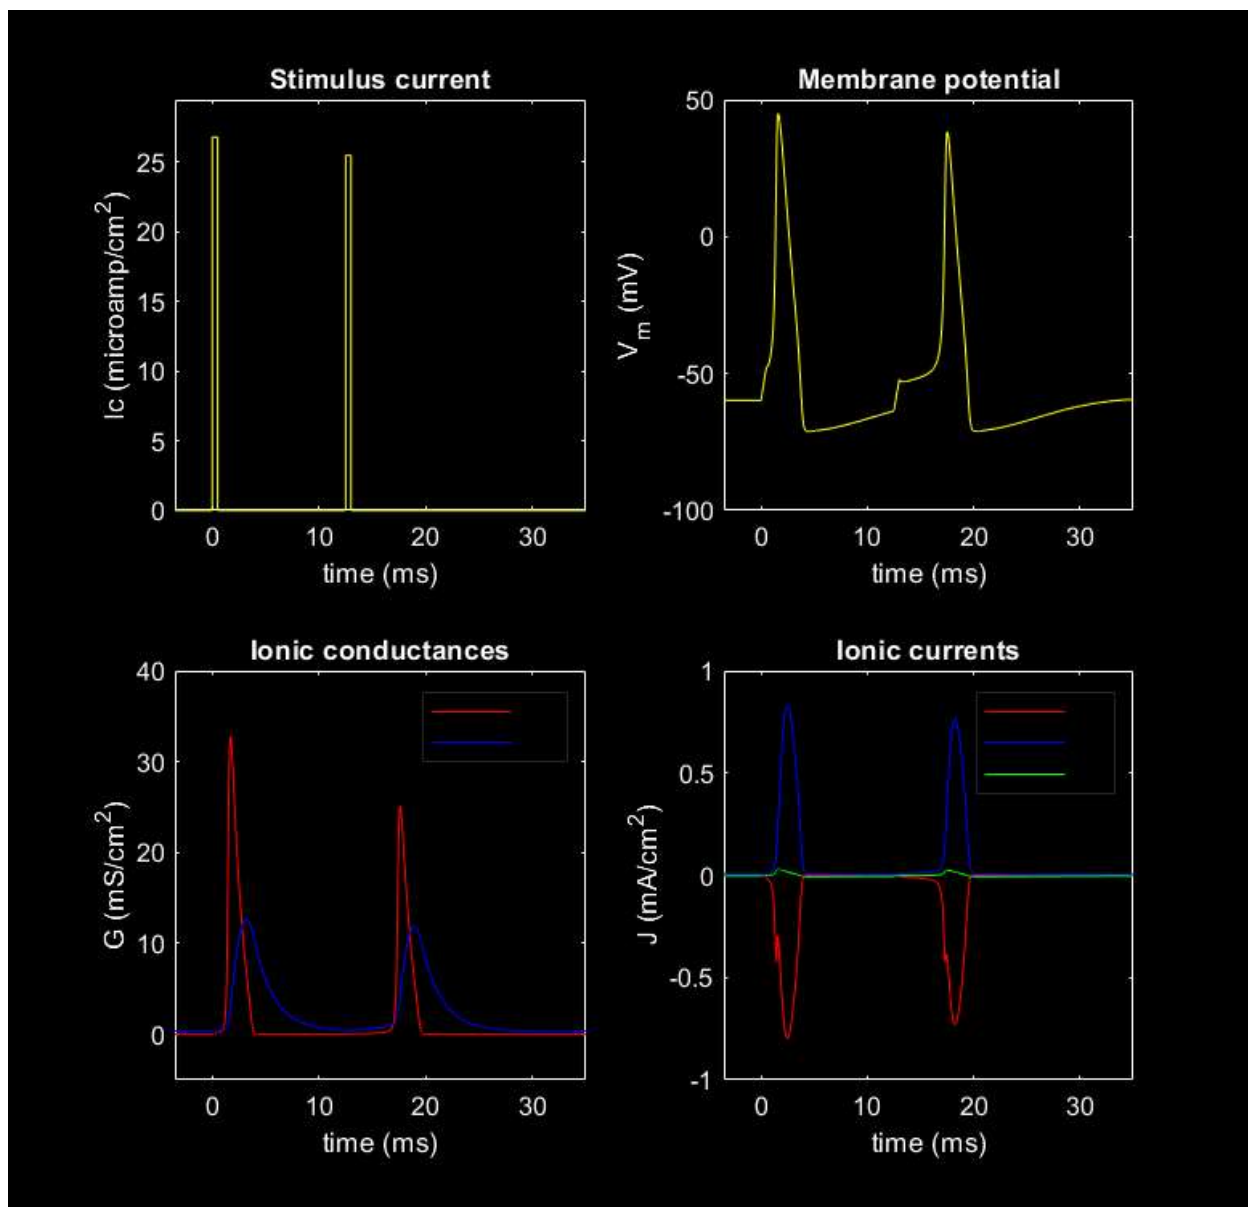 Stimulus current
Ic (microamp/cm²)
25
20
15
10
5
0
0 10 20 30
time (ms)
Membrane potential
V_m (mV)
50
0
-50
-100
0 10 20 30
time (ms)
Ionic conductances
G (mS/cm²)
40
30
20
10
0
0 10 20 30
time (ms)
Ionic currents
J (mA/cm²)
1
0.5
0
-0.5
-1
0 10 20 30
time (ms)